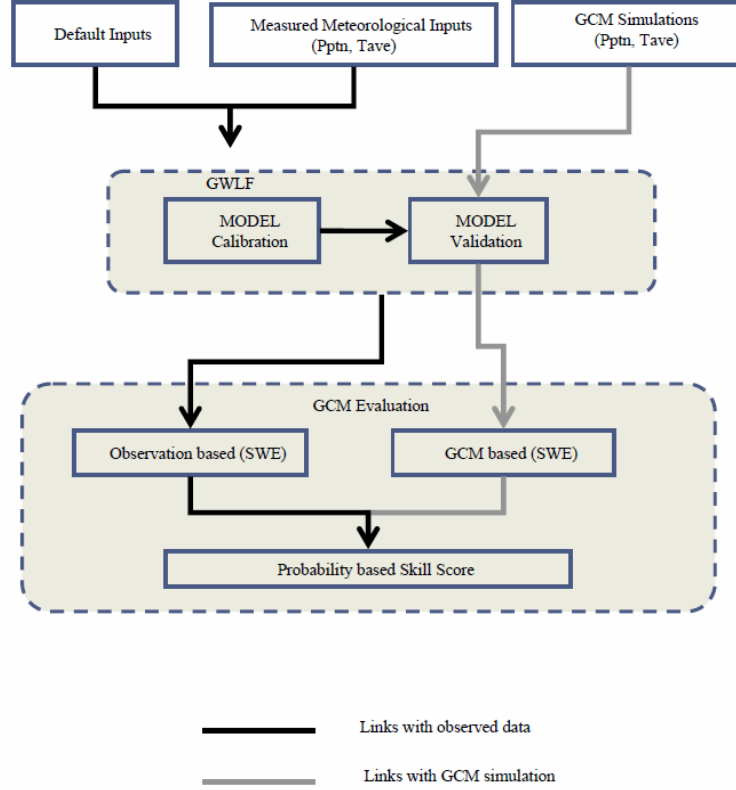 Default Inputs
Measured Meteorological Inputs
(Pptn, Tave)
GCM Simulations
(Pptn, Tave)
GWLF
MODEL
Calibration
MODEL
Validation
GCM Evaluation
Observation based (SWE)
GCM based (SWE)
Probability based Skill Score
Links with observed data
Links with GCM simulation